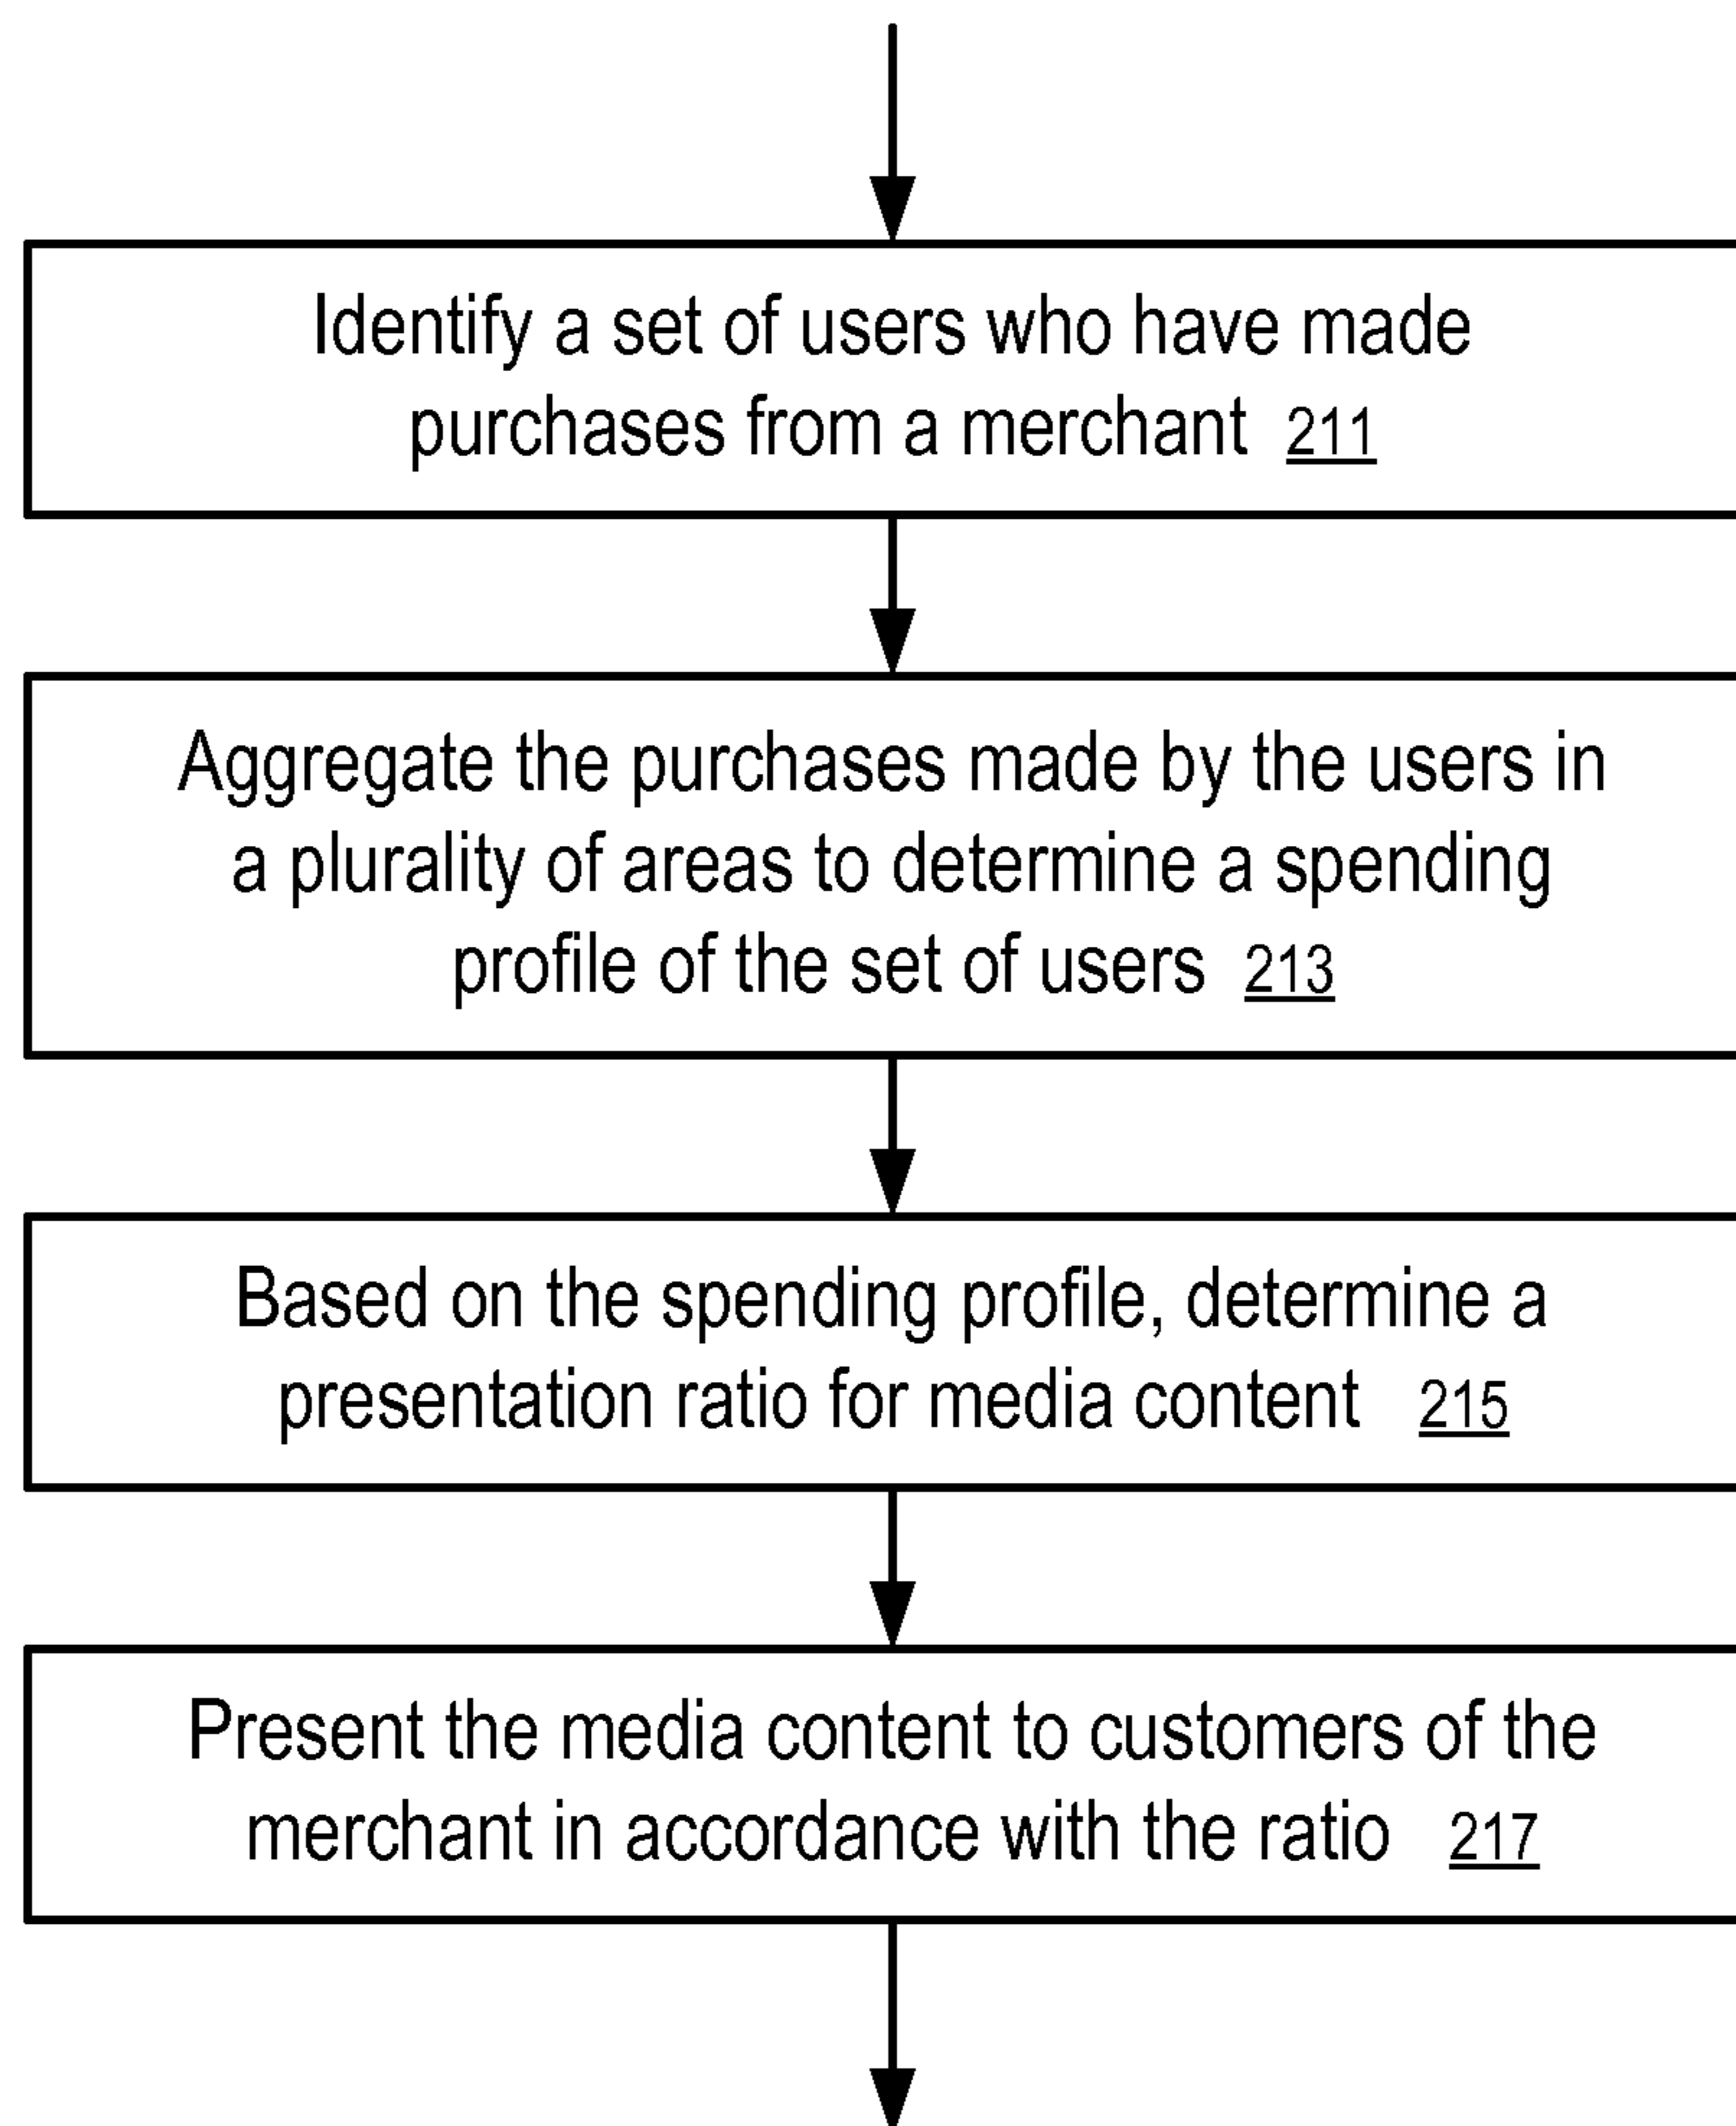 Identify a set of users who have made
purchases from a merchant 211
Aggregate the purchases made by the users in
a plurality of areas to determine a spending
profile of the set of users 213
Based on the spending profile, determine a
presentation ratio for media content 215
Present the media content to customers of the
merchant in accordance with the ratio 217